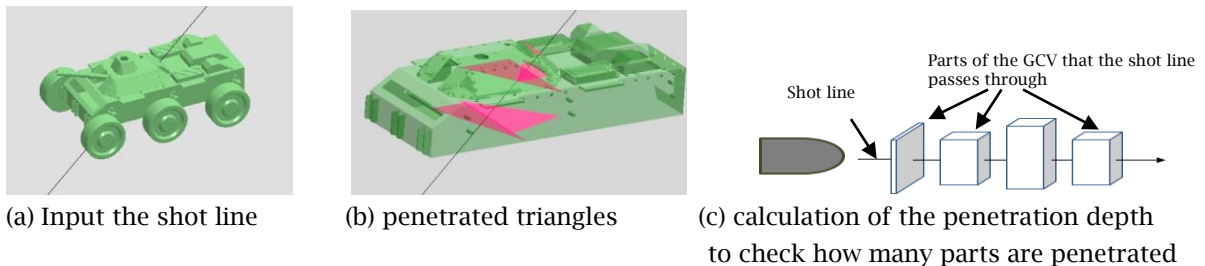 Parts of the GCV that the shot line
passes through
Shot line
(a) Input the shot line
(b) penetrated triangles
(c) calculation of the penetration depth
to check how many parts are penetrated